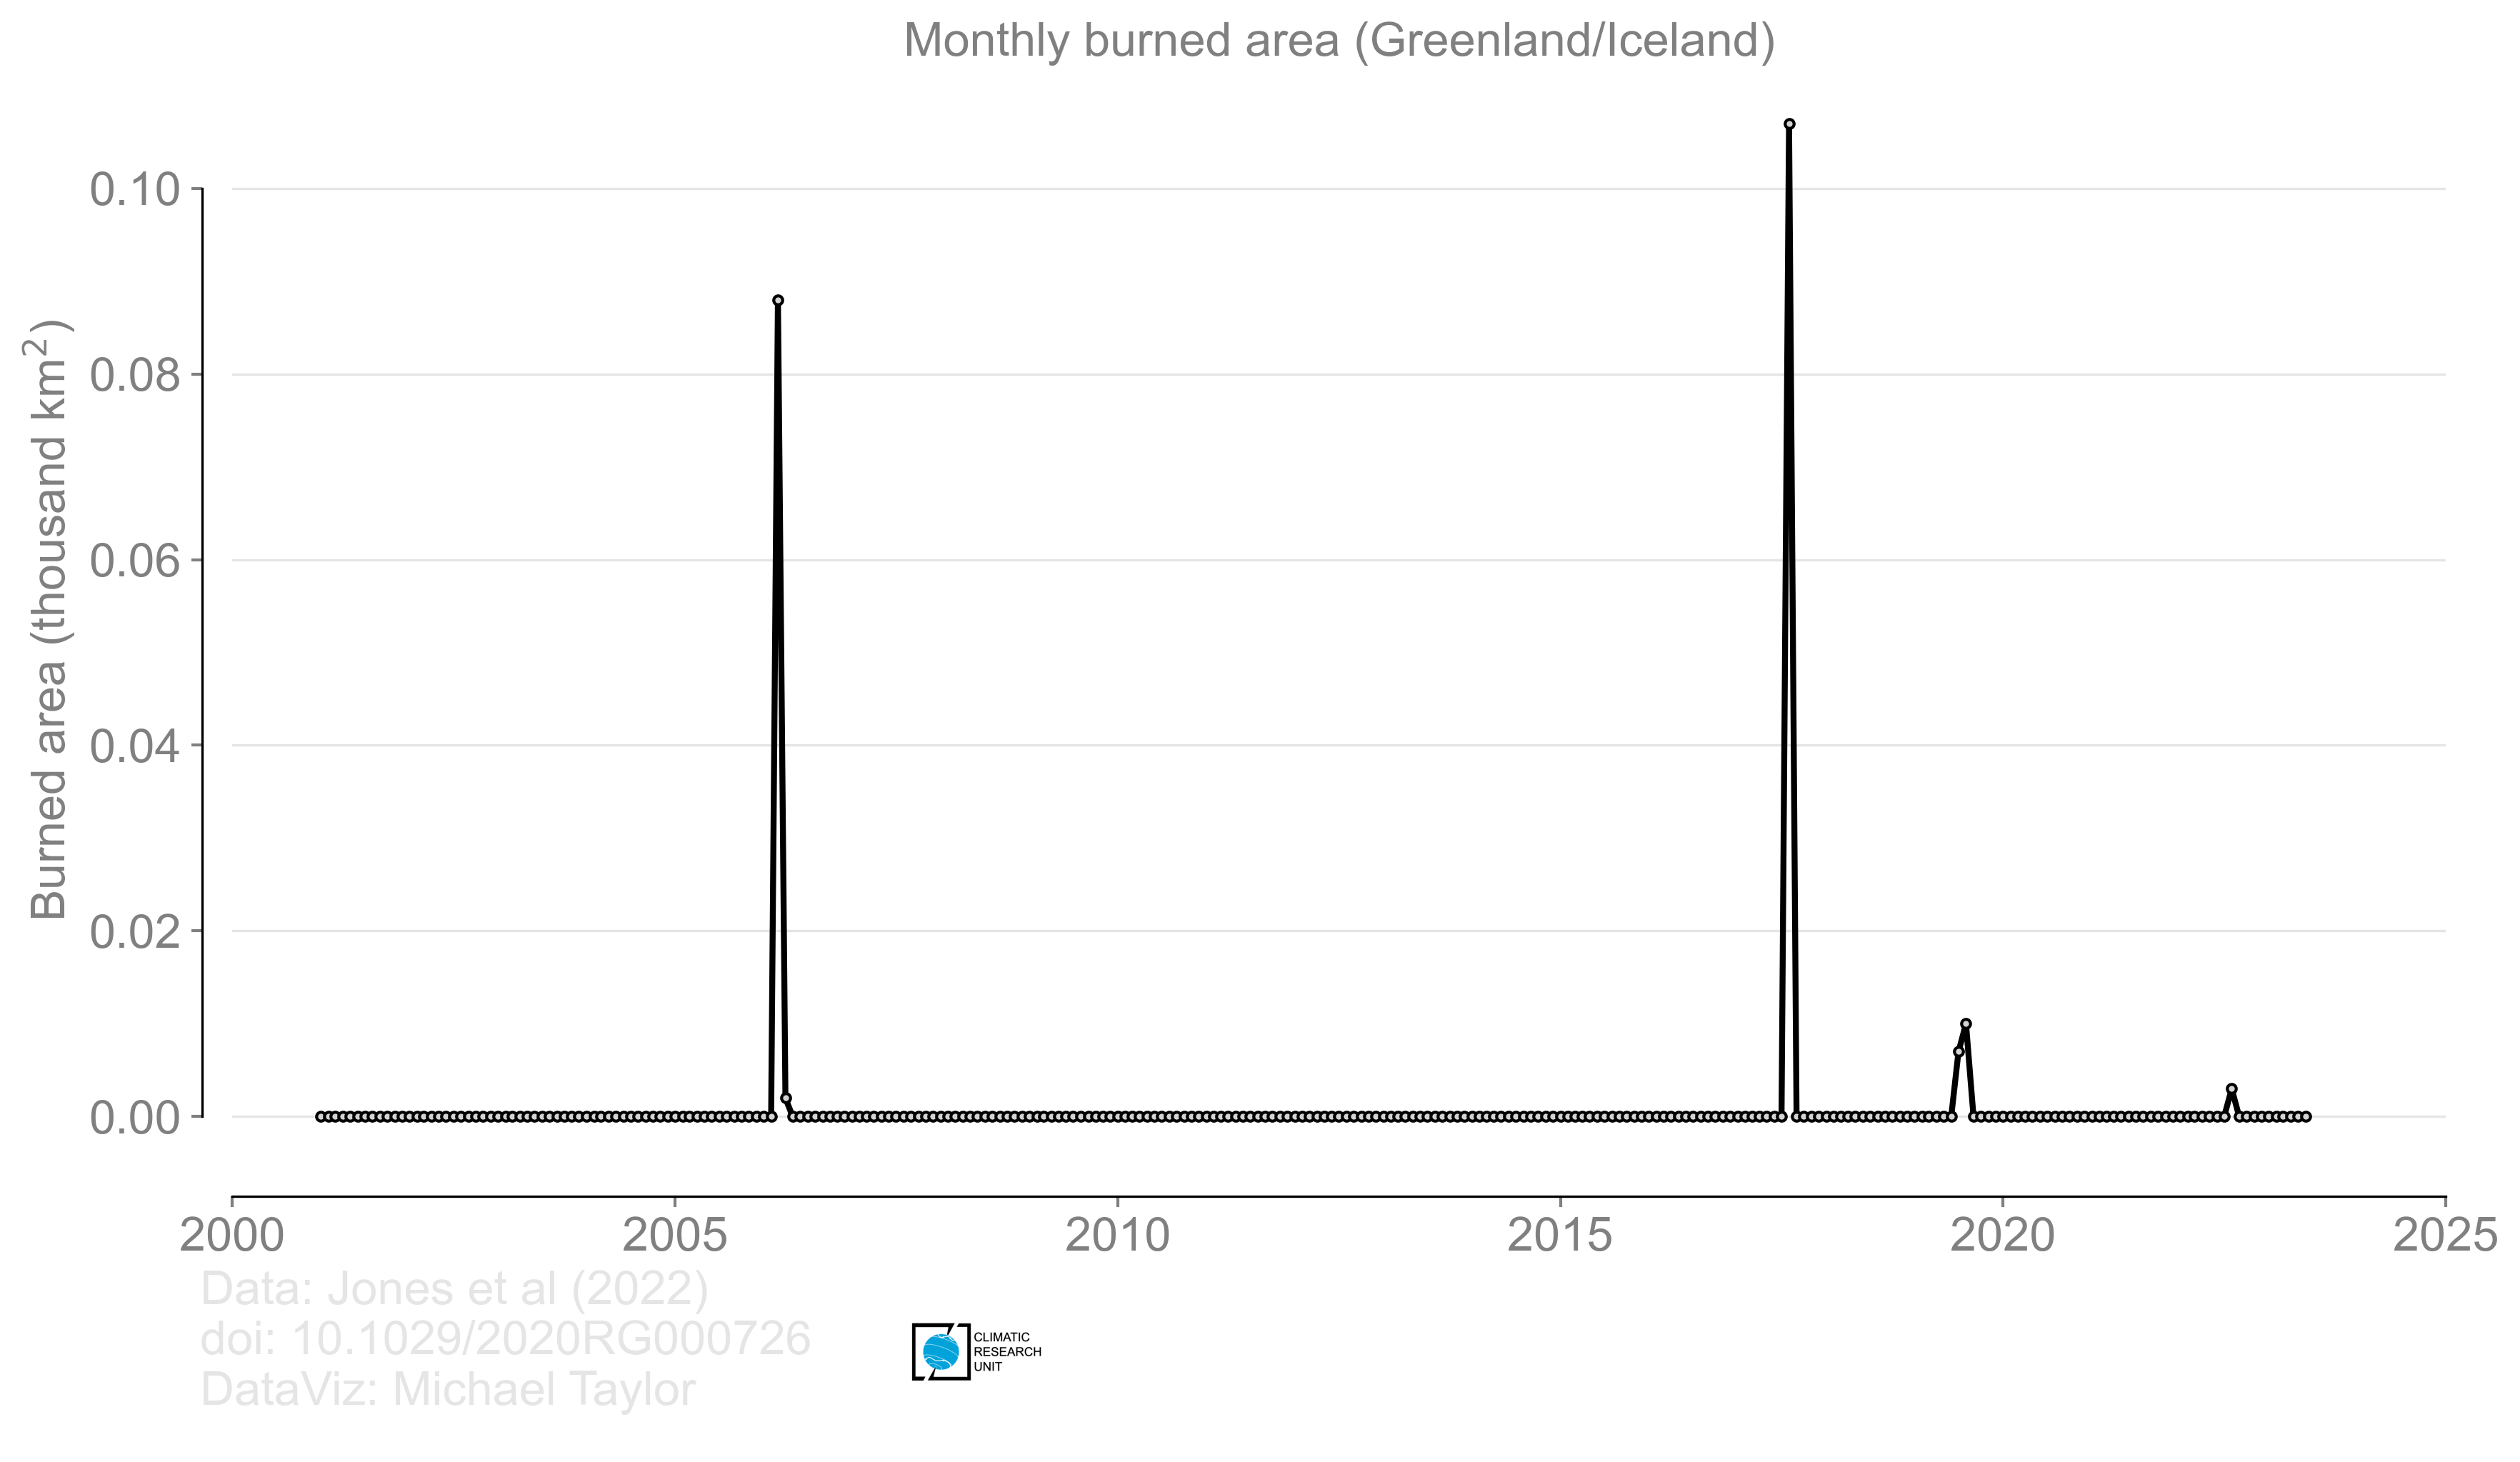 Monthly burned area (Greenland/Iceland)
Burned area (thousand km²)
0.10
0.08
0.06
0.04
0.02
0.00
2000 2005 2010 2015 2020 2025
Data: Jones et al (2022)
doi: 10.1029/2020RG000726
DataViz: Michael Taylor
CLIMATIC
RESEARCH
UNIT